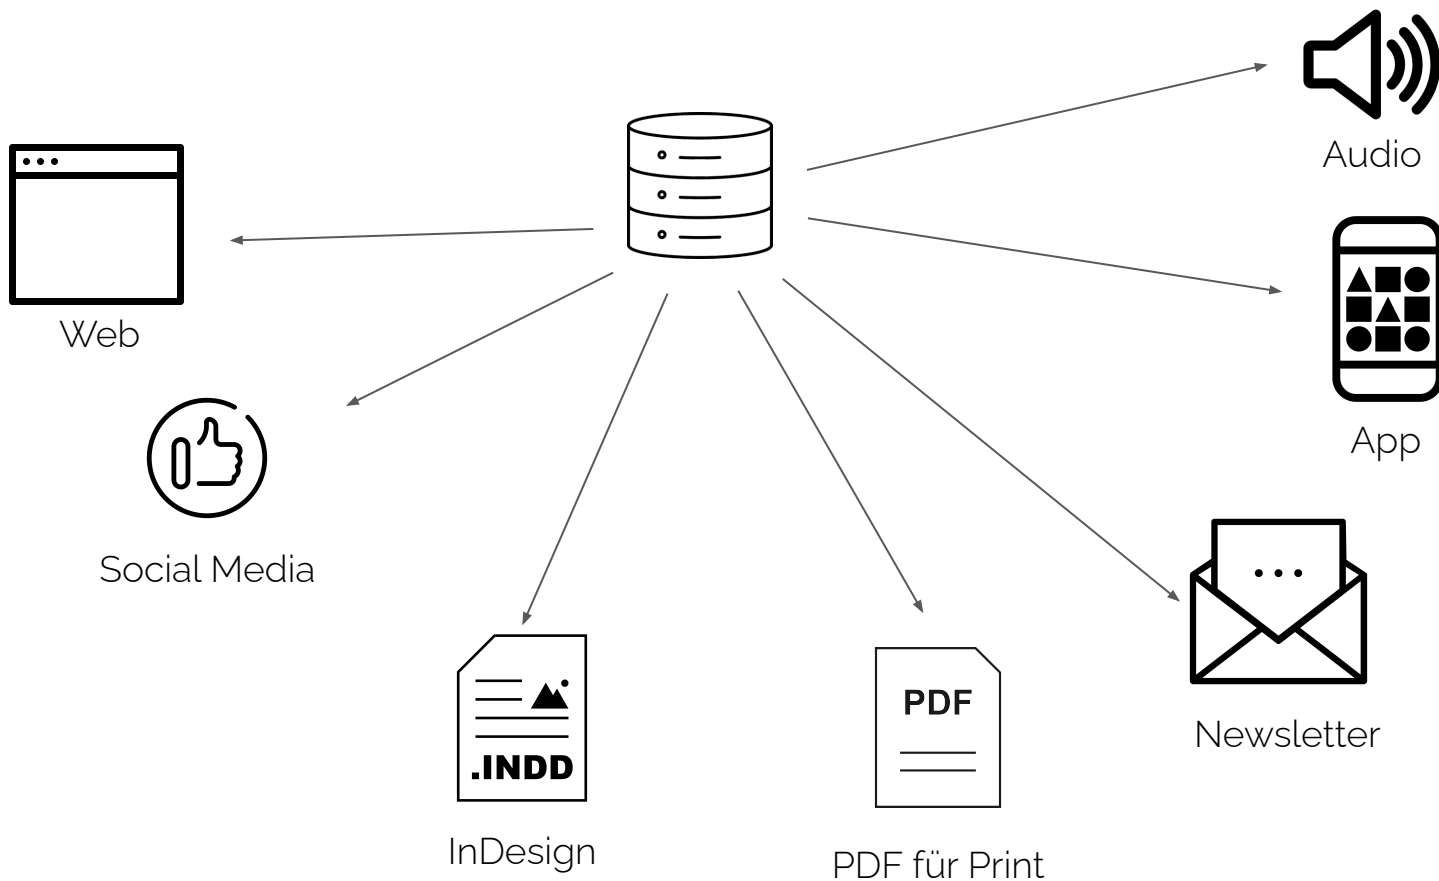 Audio
Web
App
Social Media
Newsletter
.INDD
InDesign
PDF
PDF für Print